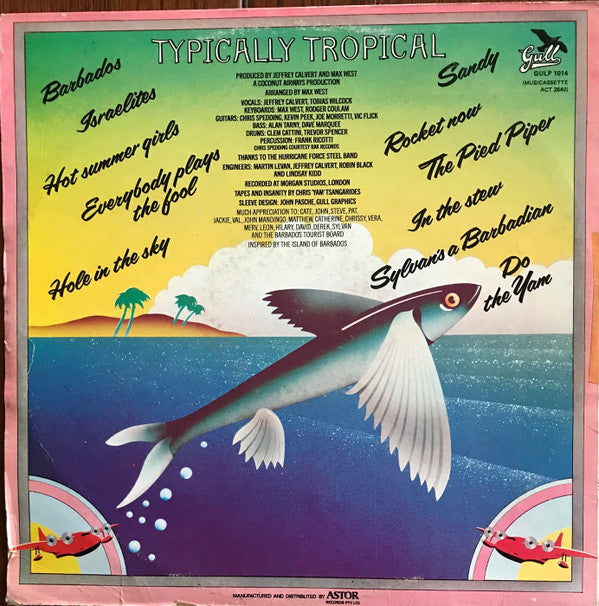 TYPICALLY TROPICAL
Gull
GULP 1014
(MUSICASSETTE
ACT 2640)
Barbados
Israelites
Hot summer girls
Everybody plays
the fool
Hole in the sky
PRODUCED BY JEFFREY CALVERT AND MAX WEST
A COCONUT AIRWAYS PRODUCTION
ARRANGED BY MAX WEST
VOCALS: JEFFREY CALVERT, TOBIAS WILCOCK
KEYBOARDS: MAX WEST, RODGER COULAM
GUITARS: CHRIS SPEDDING, KEVIN PEEK, JOE MORRETTI, VIC FLICK
BASS: ALAN TARNY, DAVE MARQUEE
DRUMS: CLEM CATTINI, TREVOR SPENCER
PERCUSSION: FRANK RICOTTI
CHRIS SPEDDING COURTESY RAK RECORDS
THANKS TO THE HURRICANE FORCE STEEL BAND
ENGINEERS: MARTIN LEVAN, JEFFREY CALVERT, ROBIN BLACK
AND LINDSAY KIDD
RECORDED AT MORGAN STUDIOS, LONDON
TAPES AND INSANITY BY CHRIS 'YAM' TSANGARIDES
SLEEVE DESIGN: JOHN PASCHE, GULL GRAPHICS
MUCH APPRECIATION TO: CATE, JOHN, STEVE, PAT,
JACKIE, VAL, JOHN MANDINGO, MATTHEW, CATHERINE, CHRISSY, VERA,
MERV, LEON, HILARY, DAVID, DEREK, SYLVAN
AND THE BARBADOS TOURIST BOARD
INSPIRED BY THE ISLAND OF BARBADOS
Sandy
Rocket now
The Pied Piper
In the stew
Sylvan's a Barbadian
Do
the Yam
MANUFACTURED AND DISTRIBUTED BY ASTOR
RECORDS PTY LTD